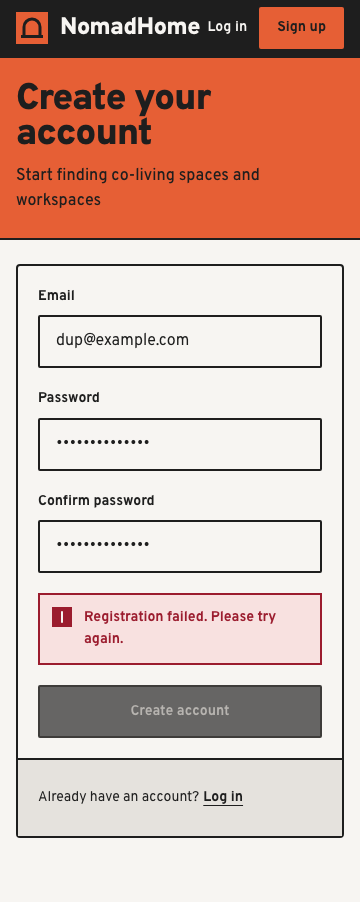 NomadHome Log in Sign up
Create your
account
Start finding co-living spaces and
workspaces
Email
dup@example.com
Password
••••••••••••••
Confirm password
••••••••••••••
Registration failed. Please try
again.
Create account
Already have an account? Log in